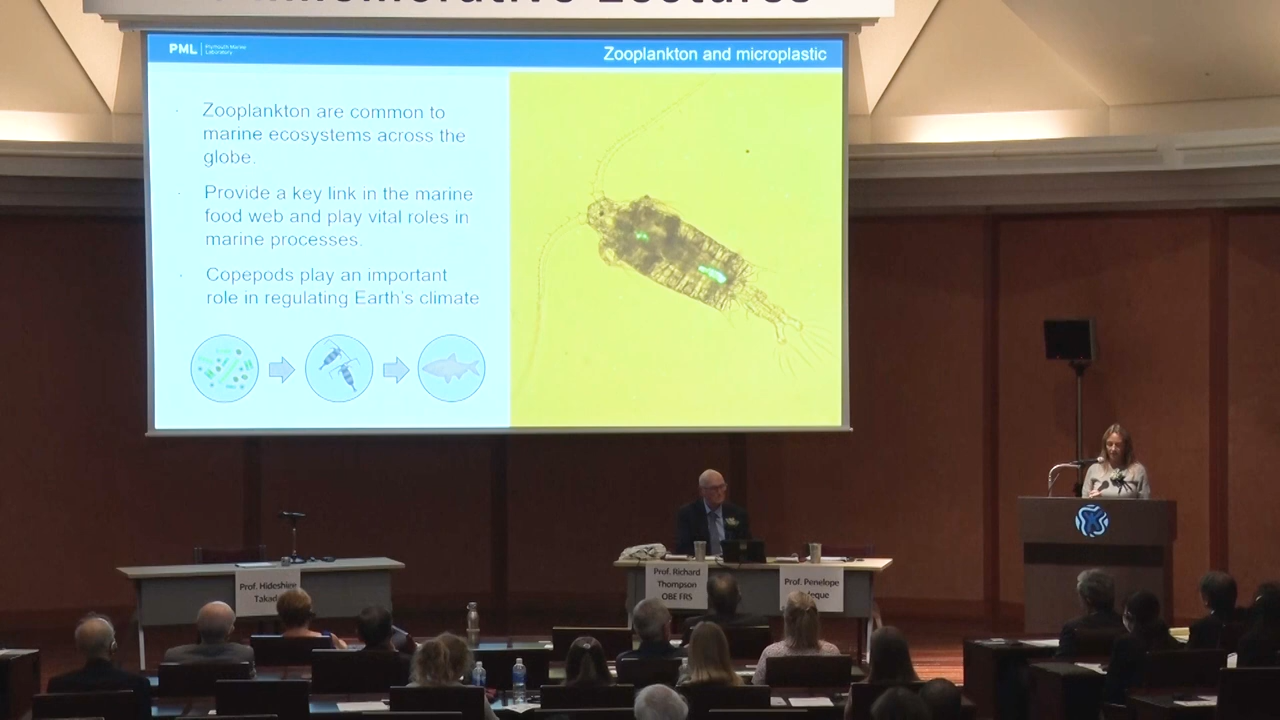 Commemorative Lectures
PML Plymouth Marine
Laboratory
Zooplankton and microplastic
· Zooplankton are common to
marine ecosystems across the
globe.
· Provide a key link in the marine
food web and play vital roles in
marine processes.
· Copepods play an important
role in regulating Earth's climate
Prof. Hideshige
Prof. Richard
Thompson
OBE FRS
Prof. Penelope